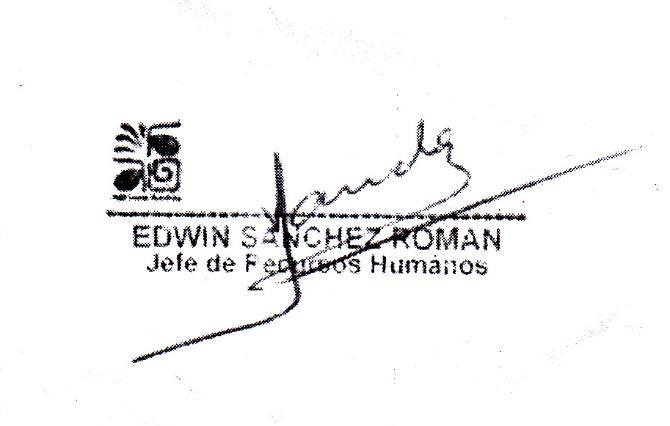 EDWIN SANCHEZ ROMAN
Jefe de Recursos Humanos